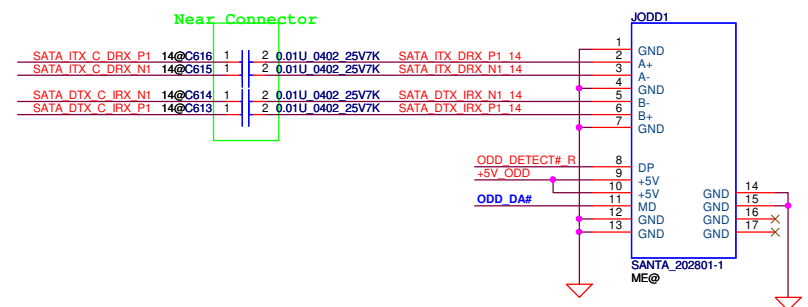 Near Connector
JODD1
1 GND
SATA_ITX_C_DRX_P1 14@C616 1 2 0.01U_0402_25V7K SATA_ITX_DRX_P1_14 2 A+
SATA_ITX_C_DRX_N1 14@C615 1 2 0.01U_0402_25V7K SATA_ITX_DRX_N1_14 3 A-
4 GND
SATA_DTX_C_IRX_N1 14@C614 1 2 0.01U_0402_25V7K SATA_DTX_IRX_N1_14 5 B-
SATA_DTX_C_IRX_P1 14@C613 1 2 0.01U_0402_25V7K SATA_DTX_IRX_P1_14 6 B+
7 GND
ODD_DETECT#_R 8 DP
+5V_ODD 9 +5V
10 +5V GND 14
ODD_DA# 11 MD GND 15
12 GND GND 16
13 GND GND 17
SANTA_202801-1
ME@